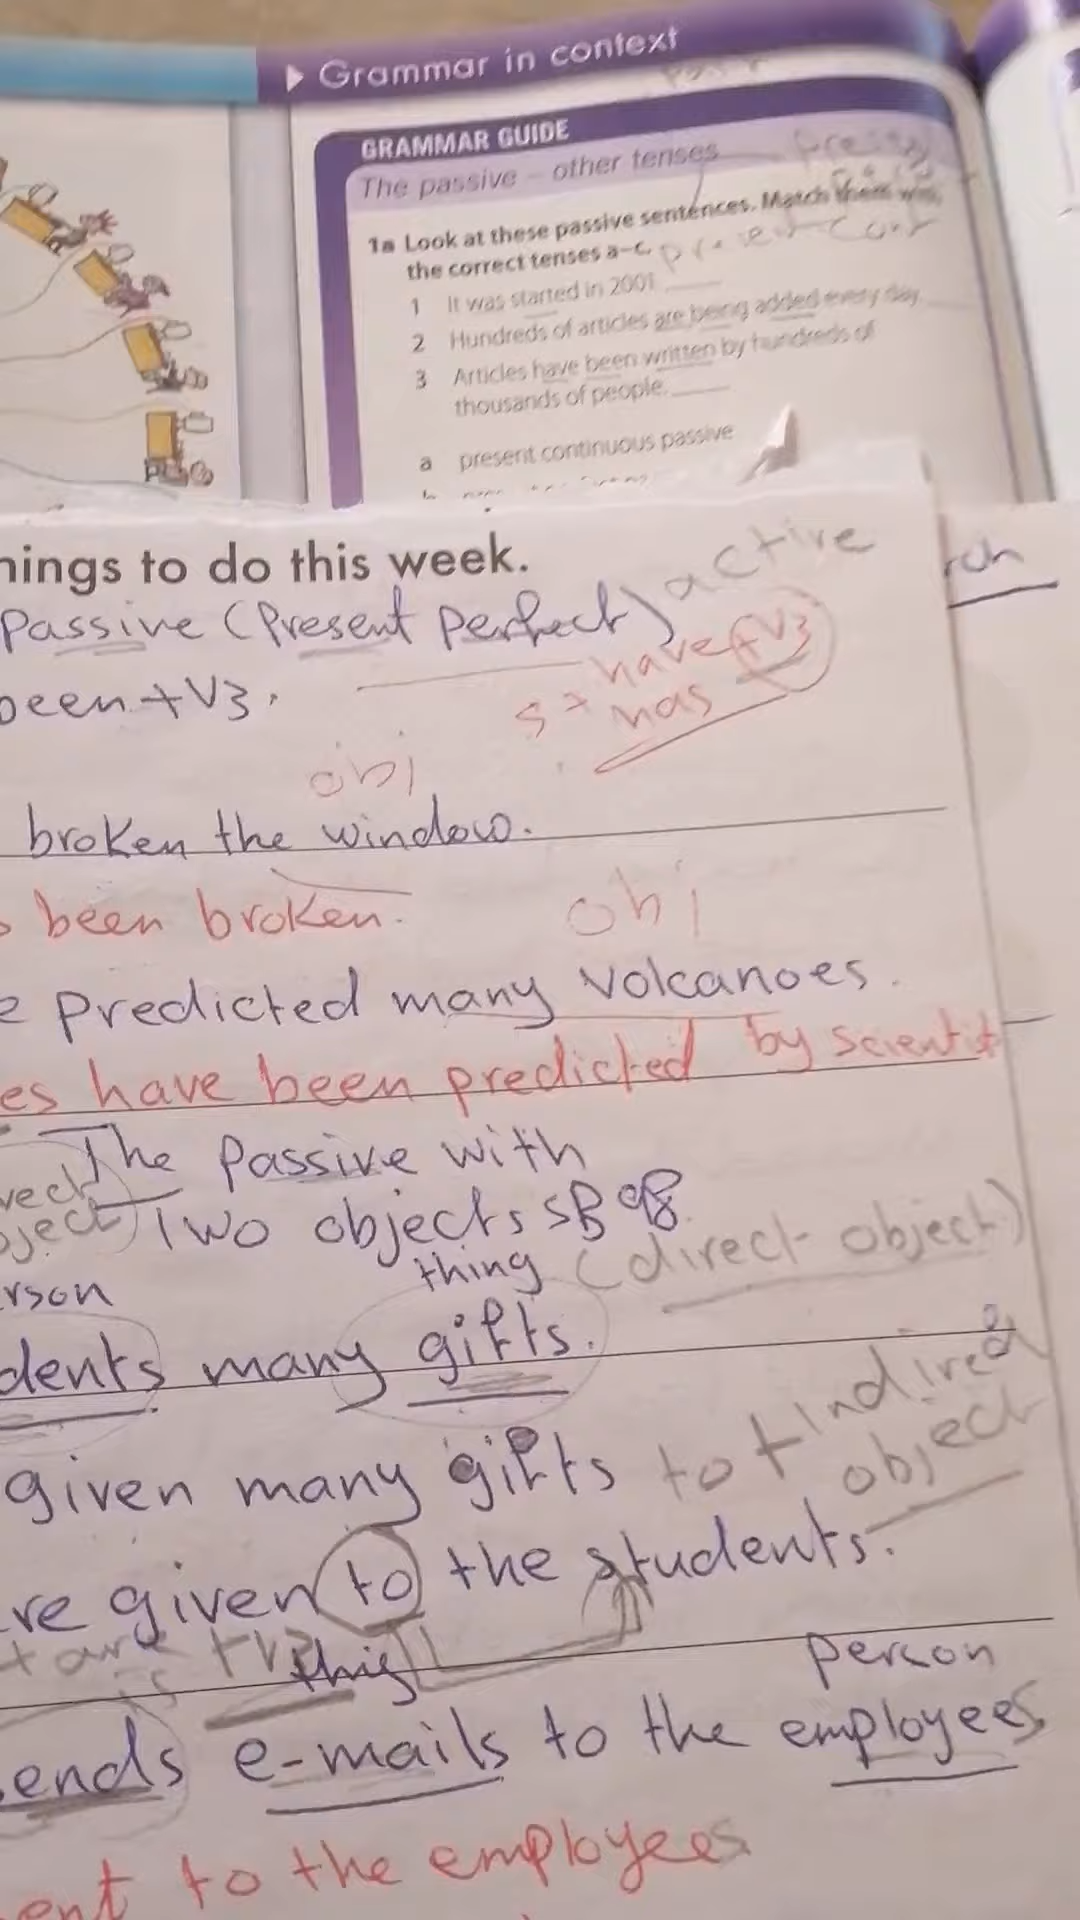 Grammar in context
GRAMMAR GUIDE
The passive – other tenses
1a Look at these passive sentences. Match them with
the correct tenses a–c.
1 It was started in 2001.
2 Hundreds of articles are being added every day.
3 Articles have been written by hundreds of
thousands of people.
a present continuous passive
nings to do this week.
Passive (Present Perfect) active
been + V3.
have + V3
s + has
obj
broken the window.
been broken.
obj
e predicted many volcanoes.
es have been predicted by scientist
The Passive with
Two objects
thing (direct object)
rson
dents many gifts.
given many gifts to + indirect
object
re given to the students.
person
ends e-mails to the employees
ent to the employees